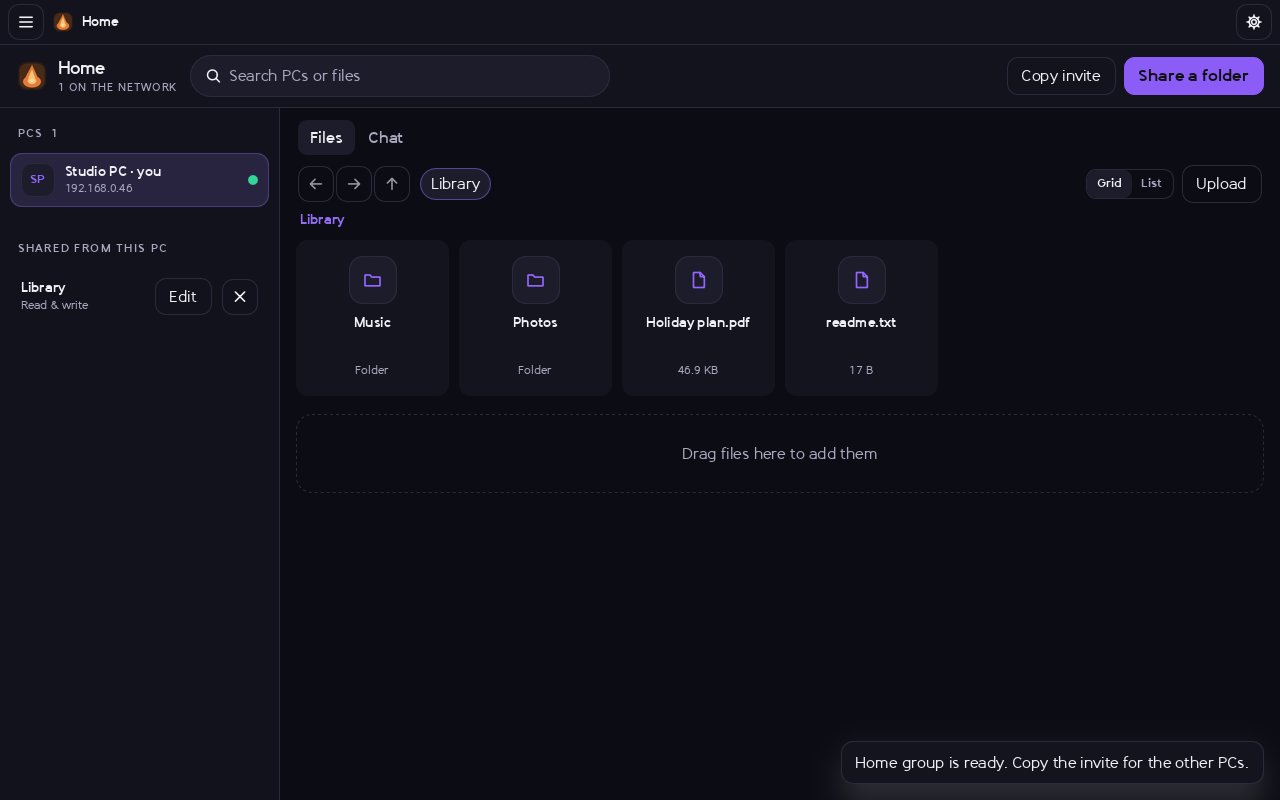 Home
Home
1 ON THE NETWORK
Search PCs or files
Copy invite
Share a folder
PCS 1
SP
Studio PC · you
192.168.0.46
SHARED FROM THIS PC
Library
Read & write
Edit
Files
Chat
Library
Grid
List
Upload
Library
Music
Folder
Photos
Folder
Holiday plan.pdf
46.9 KB
readme.txt
17 B
Drag files here to add them
Home group is ready. Copy the invite for the other PCs.